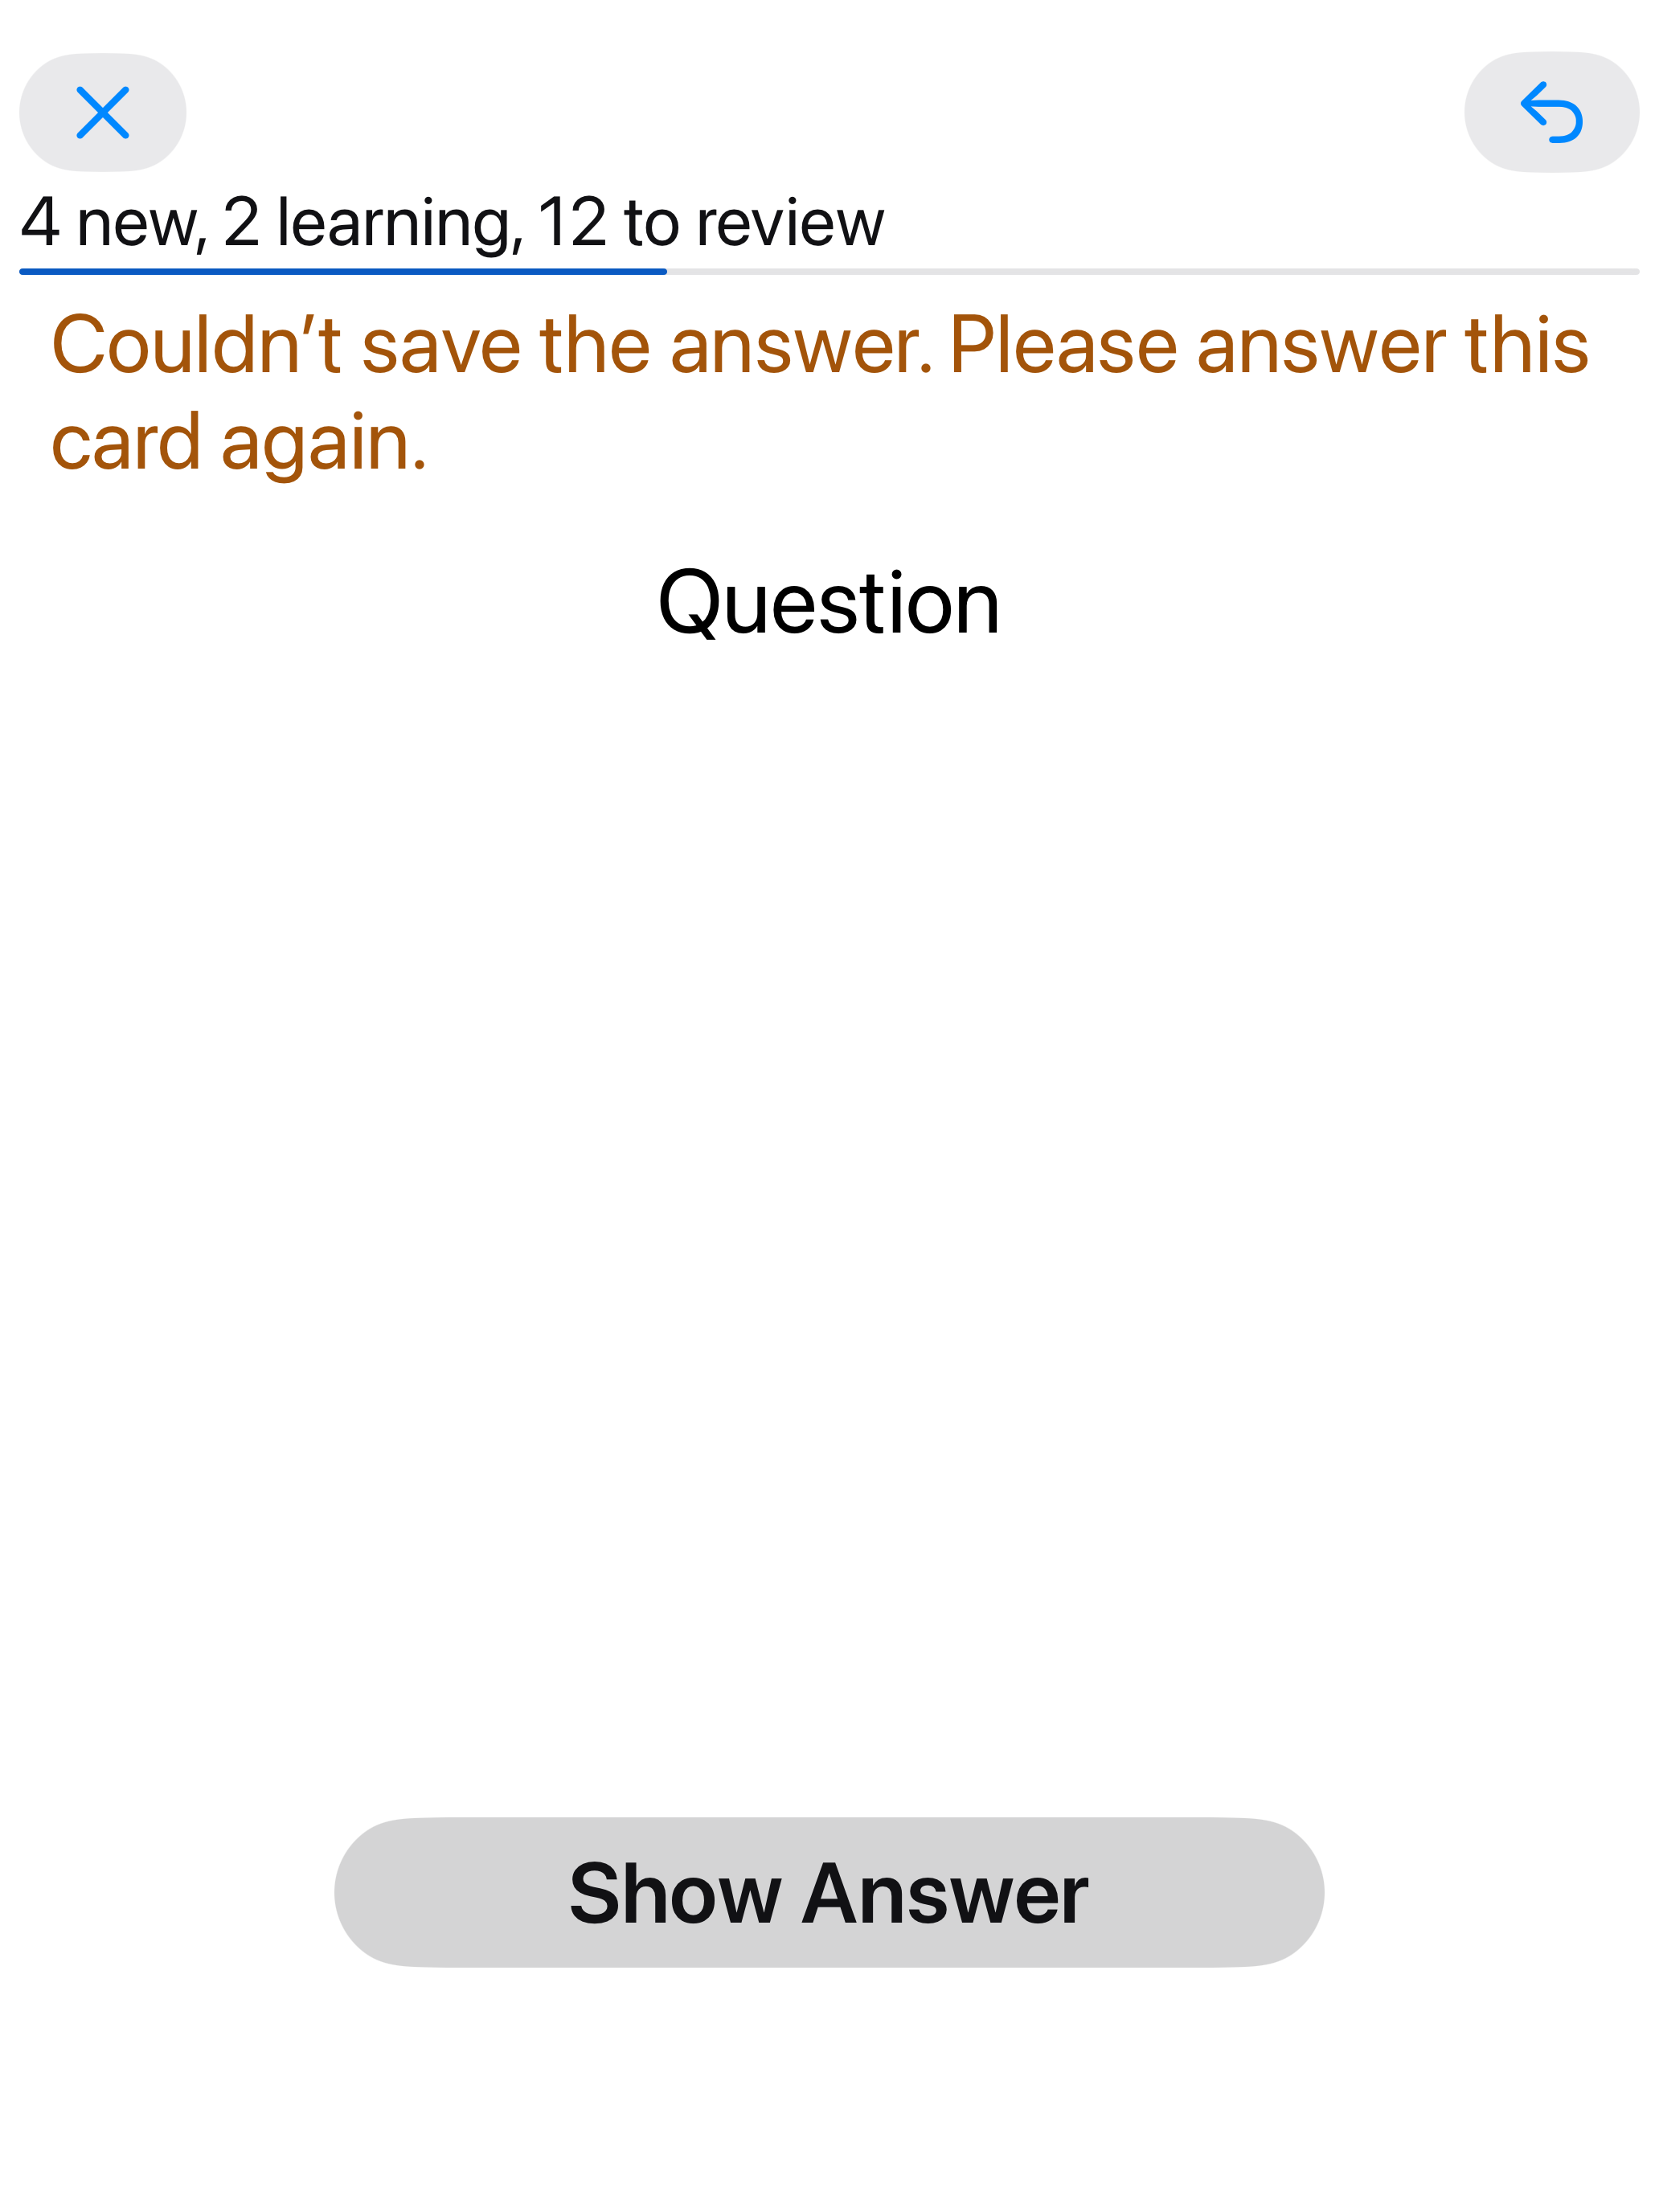 4 new, 2 learning, 12 to review
Couldn’t save the answer. Please answer this
card again.
Question
Show Answer